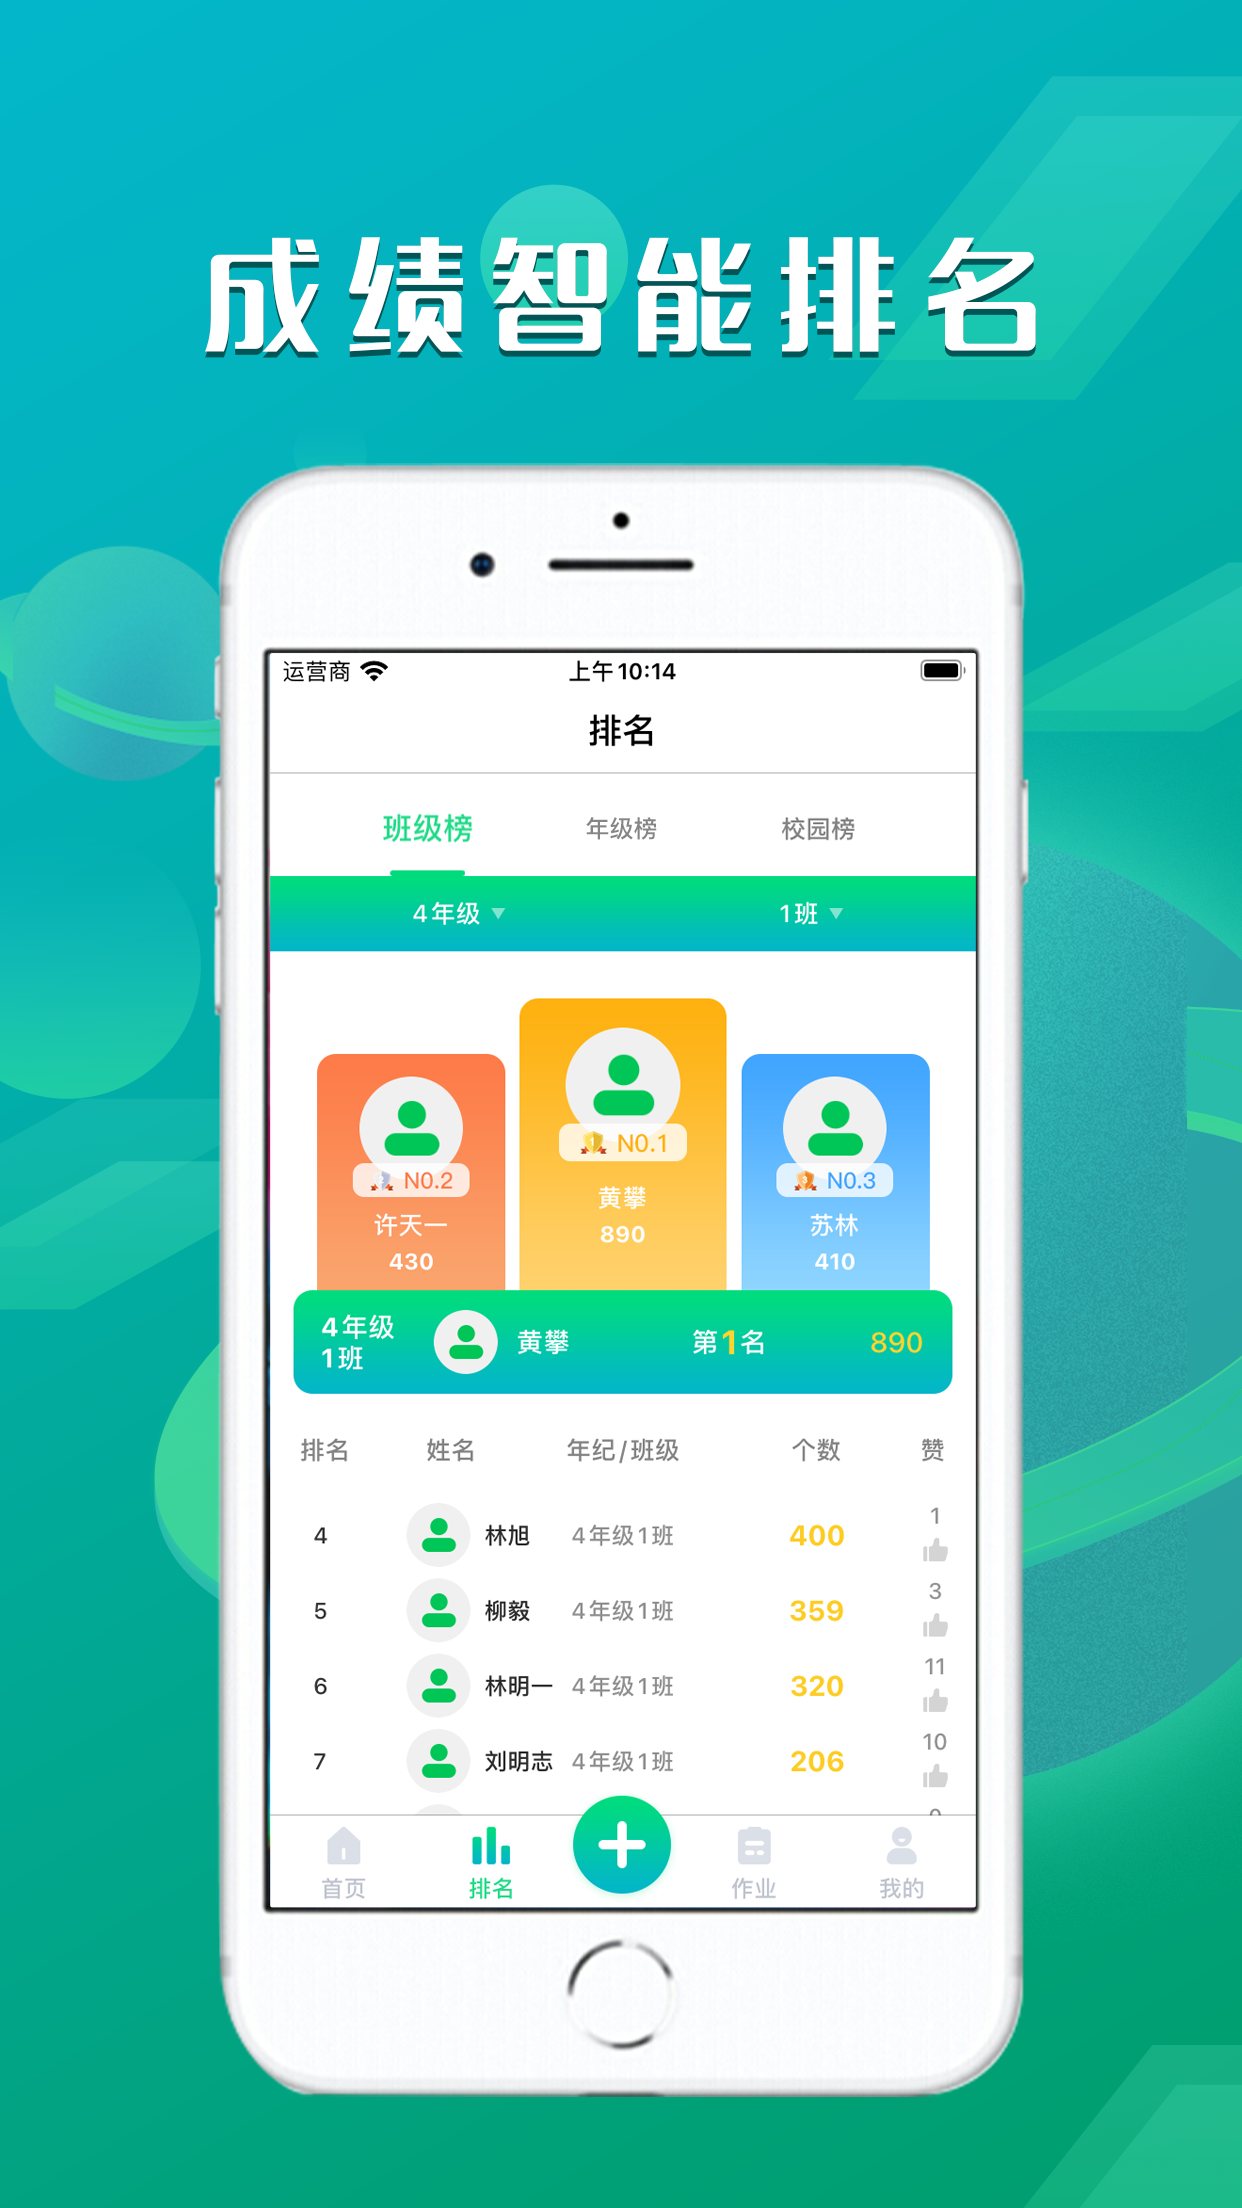 成绩智能排名
运营商 上午10:14
排名
班级榜 年级榜 校园榜
4年级 1班
N0.1
N0.2 N0.3
黄攀
许天一 苏林
890
430 410
4年级
1班 黄攀 第1名 890
排名 姓名 年纪/班级 个数 赞
1
4 林旭 4年级1班 400
3
5 柳毅 4年级1班 359
11
6 林明一 4年级1班 320
10
7 刘明志 4年级1班 206
首页 排名 作业 我的